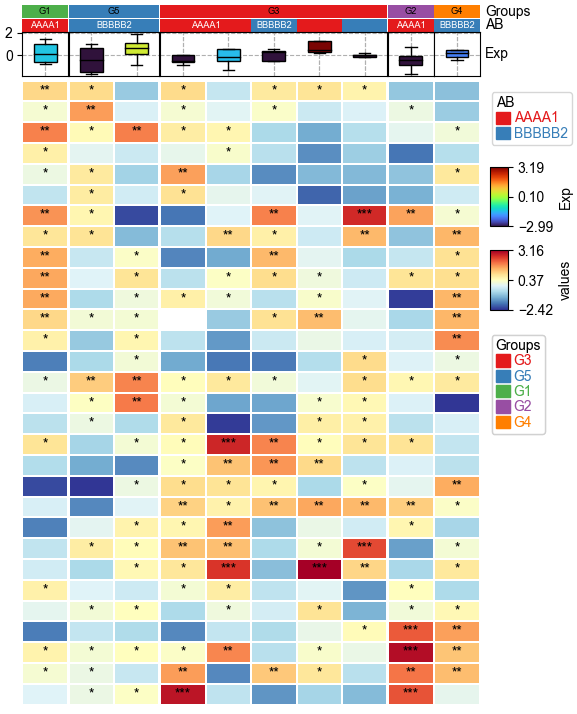 G1 G5 G3 G2 G4 Groups
AAAA1 BBBBB2 AAAA1 BBBBB2 AAAA1 BBBBB2 AB
2
0
Exp
** * * * * *
* ** * * *
** * ** * * *
* *
* * ** *
* *
** * ** *** ** *
* * ** * ** **
** * ** *
** * * * * * *
** * * * * **
** * * * ** **
* * **
* * *
* ** ** * * * * * *
* ** * * *
* * * *
* * * *** ** * * *
* ** ** **
* * * * * **
** * ** ** ** ** *
* * ** *
* * ** ** * *** *
* * *** *** ** *
* * * *
* * * * *
* *** **
* * * * ** * *** **
* * ** ** * ** **
* * *** ***
AB
AAAA1
BBBBB2
3.19
0.10
−2.99
Exp
3.16
0.37
−2.42
values
Groups
G3
G5
G1
G2
G4